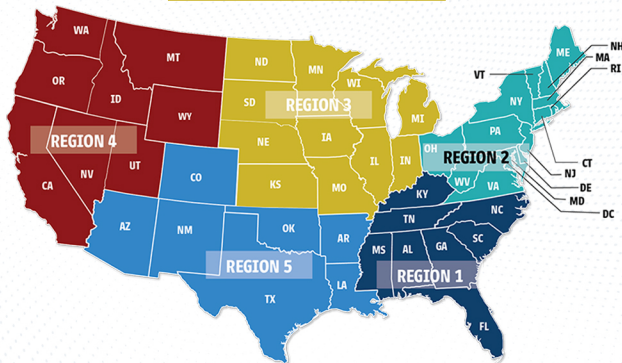 WA
MT
ND
MN
ME
NH
MA
RI
VT
OR
ID
SD
WI
NY
MI
WY
REGION 3
REGION 4
IA
PA
OH
NE
REGION 2
CT
NV
UT
IL
IN
NJ
CA
CO
KS
MO
WV
VA
DE
KY
MD
DC
NC
TN
AZ
NM
OK
AR
SC
MS
AL
GA
REGION 5
REGION 1
LA
TX
FL